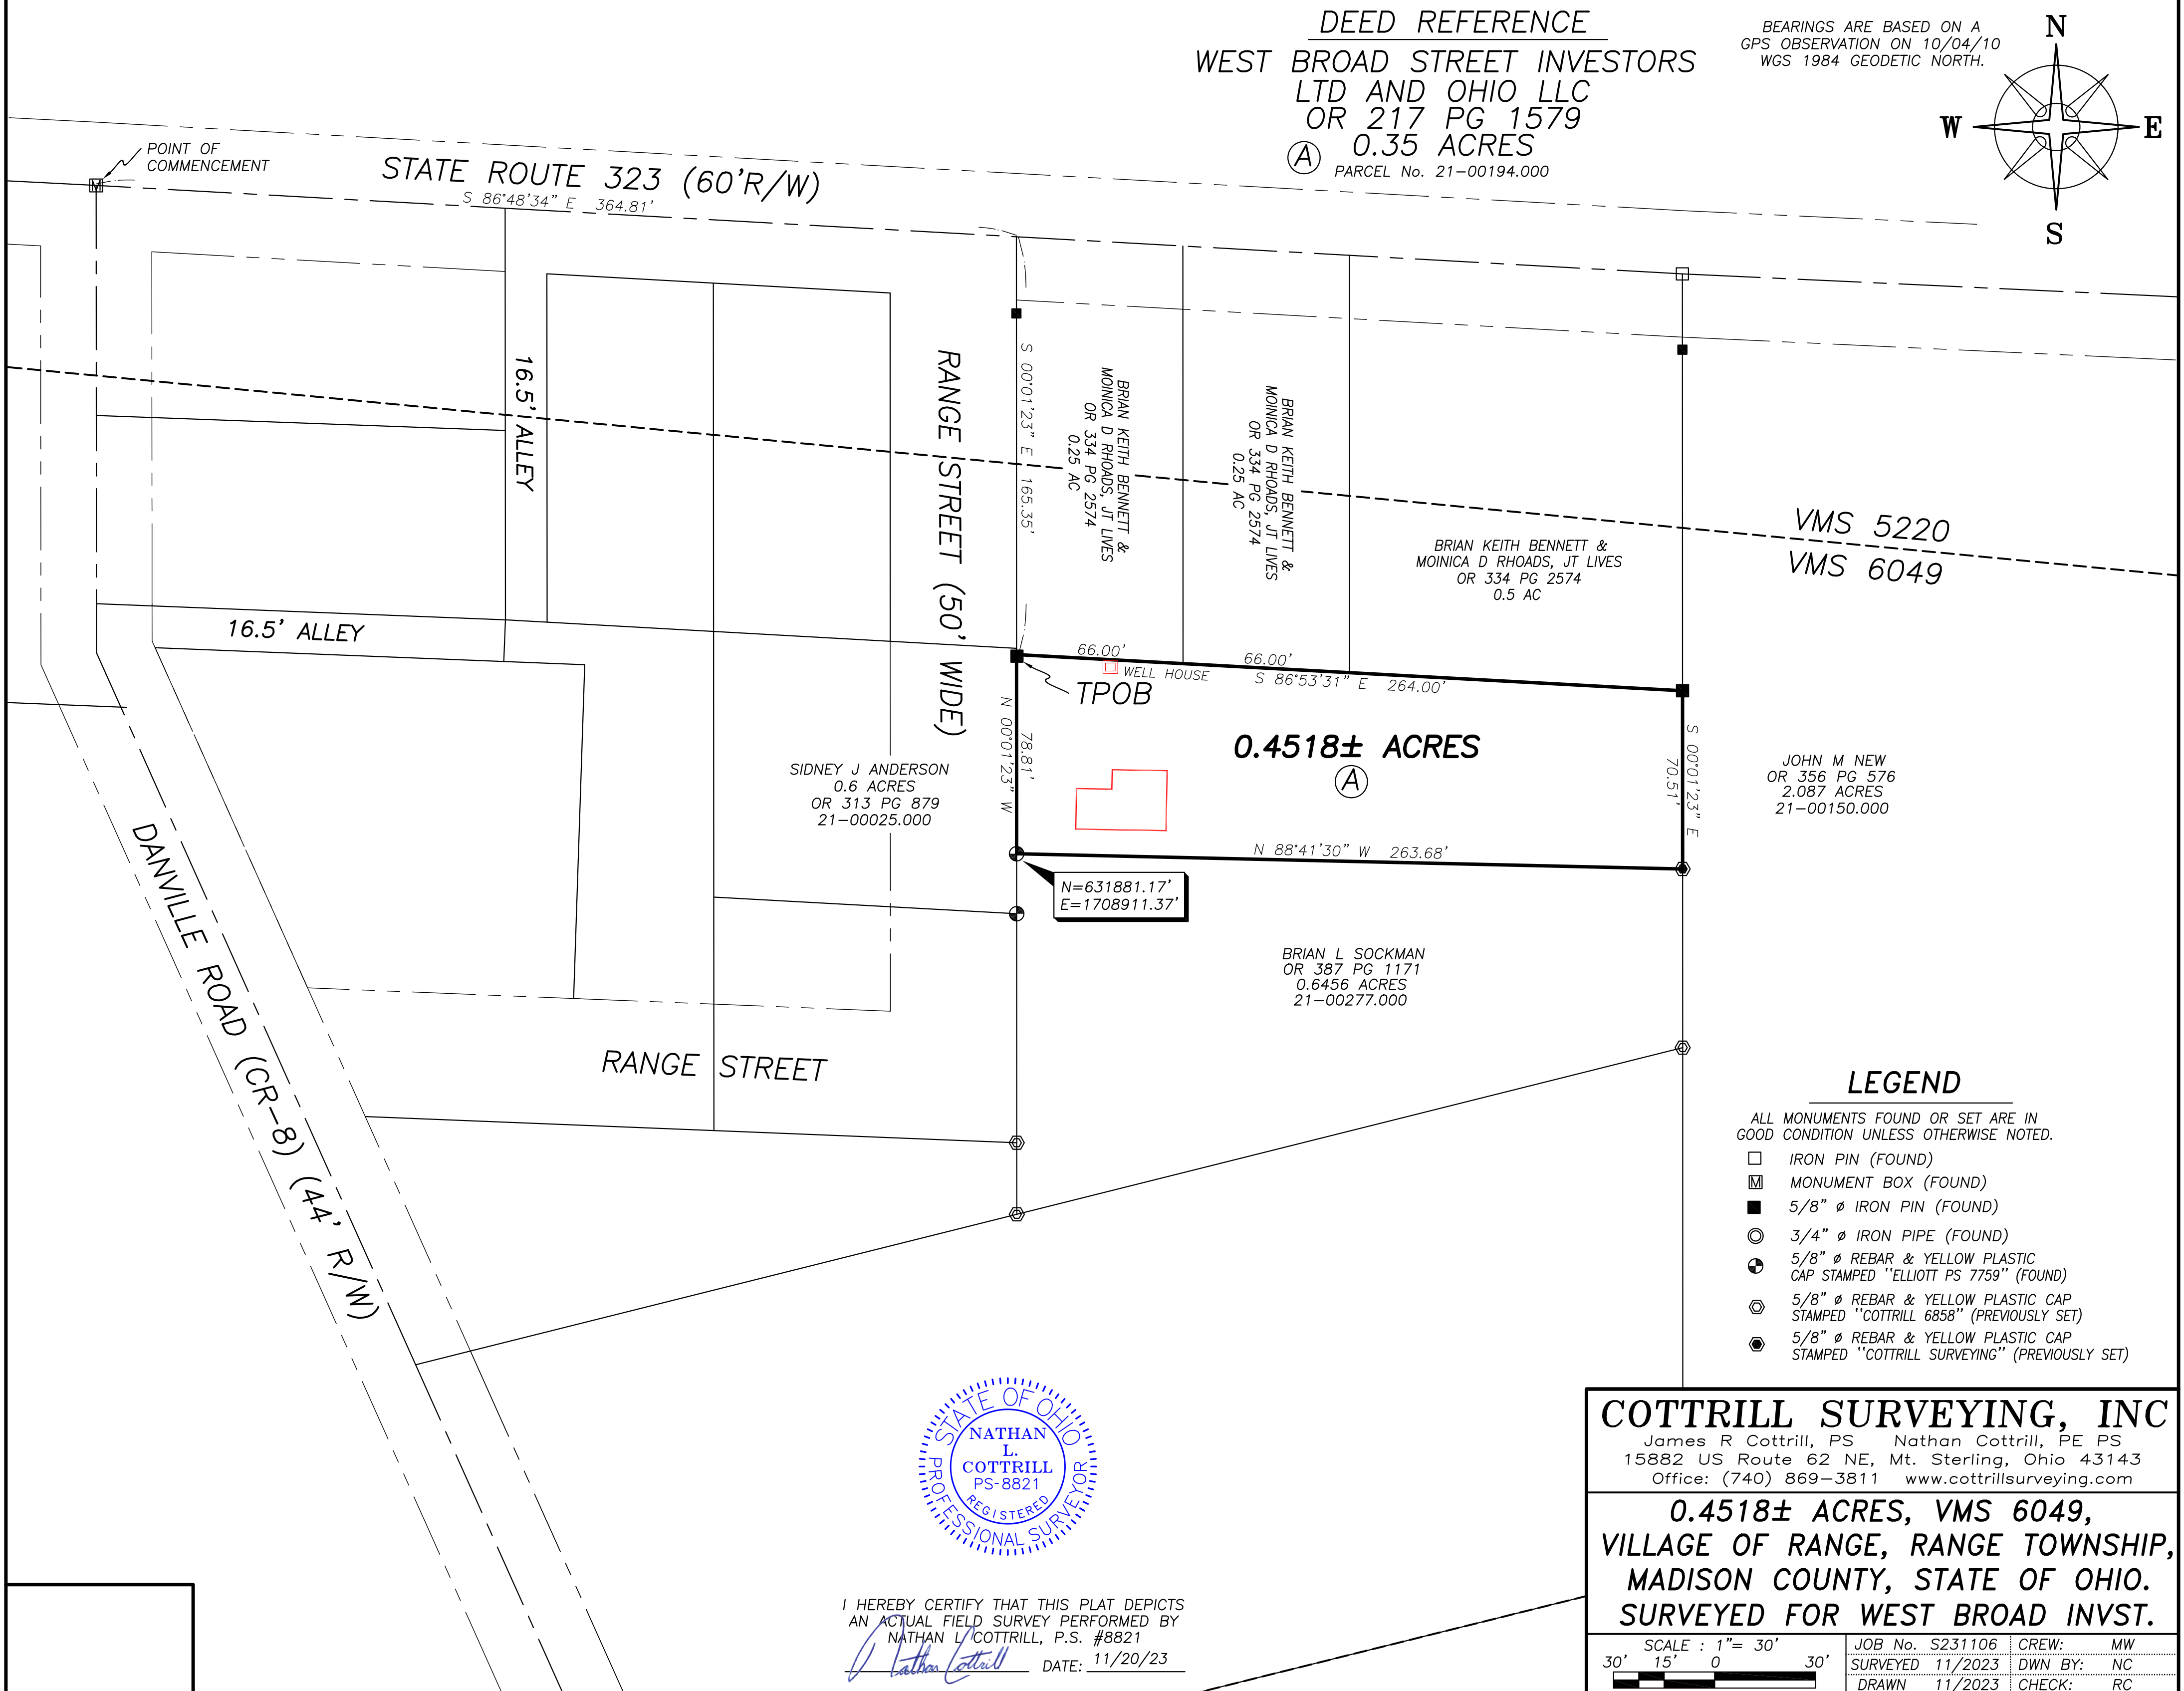 DEED REFERENCE
WEST BROAD STREET INVESTORS
LTD AND OHIO LLC
OR 217 PG 1579
A 0.35 ACRES
PARCEL No. 21-00194.000
BEARINGS ARE BASED ON A
GPS OBSERVATION ON 10/04/10
WGS 1984 GEODETIC NORTH.
N
W
E
S
POINT OF
COMMENCEMENT
M
STATE ROUTE 323 (60'R/W)
S 86°48'34" E 364.81'
16.5' ALLEY
RANGE STREET (50' WIDE)
S 00°01'23" E 165.35'
BRIAN KEITH BENNETT &
MOINICA D RHOADS, JT LIVES
OR 334 PG 2574
0.25 AC
BRIAN KEITH BENNETT &
MOINICA D RHOADS, JT LIVES
OR 334 PG 2574
0.25 AC
BRIAN KEITH BENNETT &
MOINICA D RHOADS, JT LIVES
OR 334 PG 2574
0.5 AC
VMS 5220
VMS 6049
16.5' ALLEY
66.00'
66.00'
WELL HOUSE
S 86°53'31" E 264.00'
TPOB
N 00°01'23" W
78.81'
0.4518± ACRES
A
S 00°01'23" E
70.51'
JOHN M NEW
OR 356 PG 576
2.087 ACRES
21-00150.000
SIDNEY J ANDERSON
0.6 ACRES
OR 313 PG 879
21-00025.000
N 88°41'30" W 263.68'
N=631881.17'
E=1708911.37'
BRIAN L SOCKMAN
OR 387 PG 1171
0.6456 ACRES
21-00277.000
DANVILLE ROAD (CR-8) (44' R/W)
RANGE STREET
LEGEND
ALL MONUMENTS FOUND OR SET ARE IN
GOOD CONDITION UNLESS OTHERWISE NOTED.
IRON PIN (FOUND)
M MONUMENT BOX (FOUND)
5/8" ø IRON PIN (FOUND)
3/4" ø IRON PIPE (FOUND)
5/8" ø REBAR & YELLOW PLASTIC
CAP STAMPED "ELLIOTT PS 7759" (FOUND)
5/8" ø REBAR & YELLOW PLASTIC CAP
STAMPED "COTTRILL 6858" (PREVIOUSLY SET)
5/8" ø REBAR & YELLOW PLASTIC CAP
STAMPED "COTTRILL SURVEYING" (PREVIOUSLY SET)
STATE OF OHIO
NATHAN
L.
COTTRILL
PS-8821
REGISTERED
PROFESSIONAL SURVEYOR
I HEREBY CERTIFY THAT THIS PLAT DEPICTS
AN ACTUAL FIELD SURVEY PERFORMED BY
NATHAN L COTTRILL, P.S. #8821
Nathan Cottrill DATE: 11/20/23
COTTRILL SURVEYING, INC
James R Cottrill, PS Nathan Cottrill, PE PS
15882 US Route 62 NE, Mt. Sterling, Ohio 43143
Office: (740) 869-3811 www.cottrillsurveying.com
0.4518± ACRES, VMS 6049,
VILLAGE OF RANGE, RANGE TOWNSHIP,
MADISON COUNTY, STATE OF OHIO.
SURVEYED FOR WEST BROAD INVST.
SCALE : 1"= 30'
30' 15' 0 30'
JOB No. S231106 CREW: MW
SURVEYED 11/2023 DWN BY: NC
DRAWN 11/2023 CHECK: RC